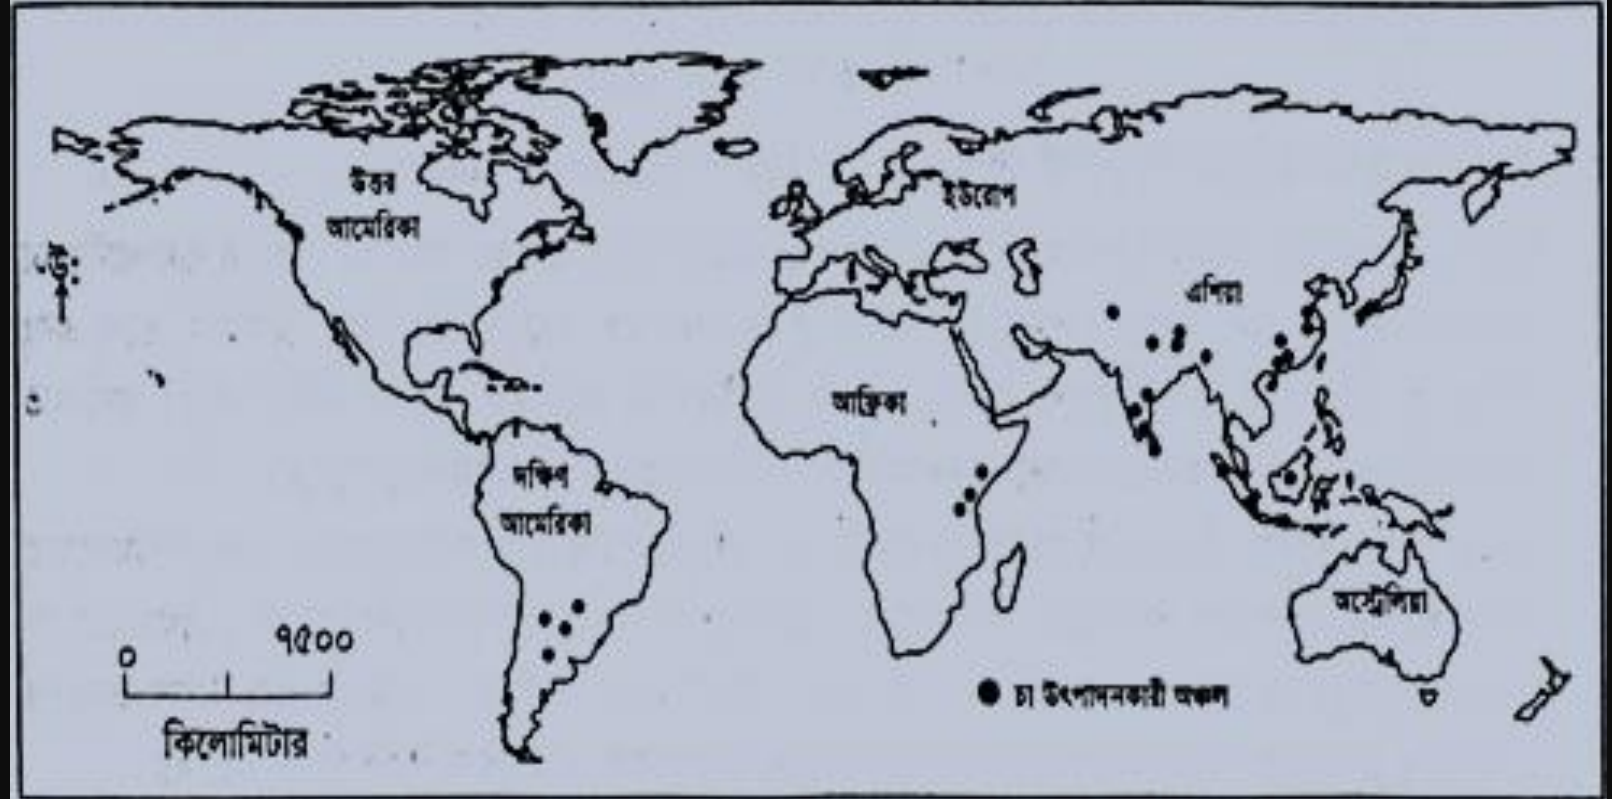 উত্তর
আমেরিকা
ইউরোপ
উ:
এশিয়া
আফ্রিকা
দক্ষিণ
আমেরিকা
অস্ট্রেলিয়া
০ ৭৫০০
কিলোমিটার
চা উৎপাদনকারী অঞ্চল